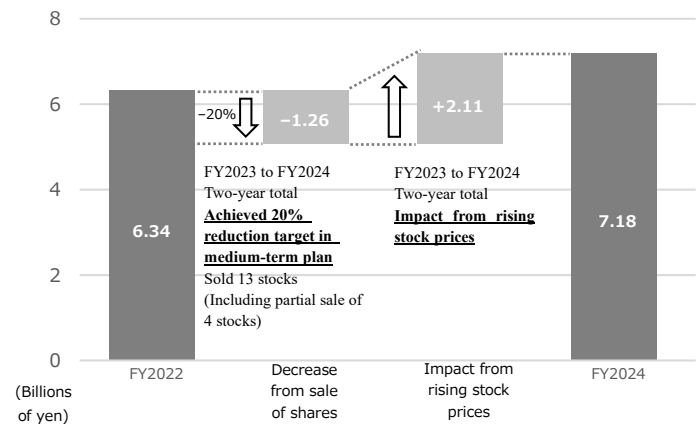 8
6
4
2
0
(Billions
of yen)
–20%
–1.26
+2.11
6.34
7.18
FY2023 to FY2024
Two-year total
Achieved 20%
reduction target in
medium-term plan
Sold 13 stocks
(Including partial sale of
4 stocks)
FY2023 to FY2024
Two-year total
Impact from rising
stock prices
FY2022
Decrease
from sale
of shares
Impact from
rising stock
prices
FY2024